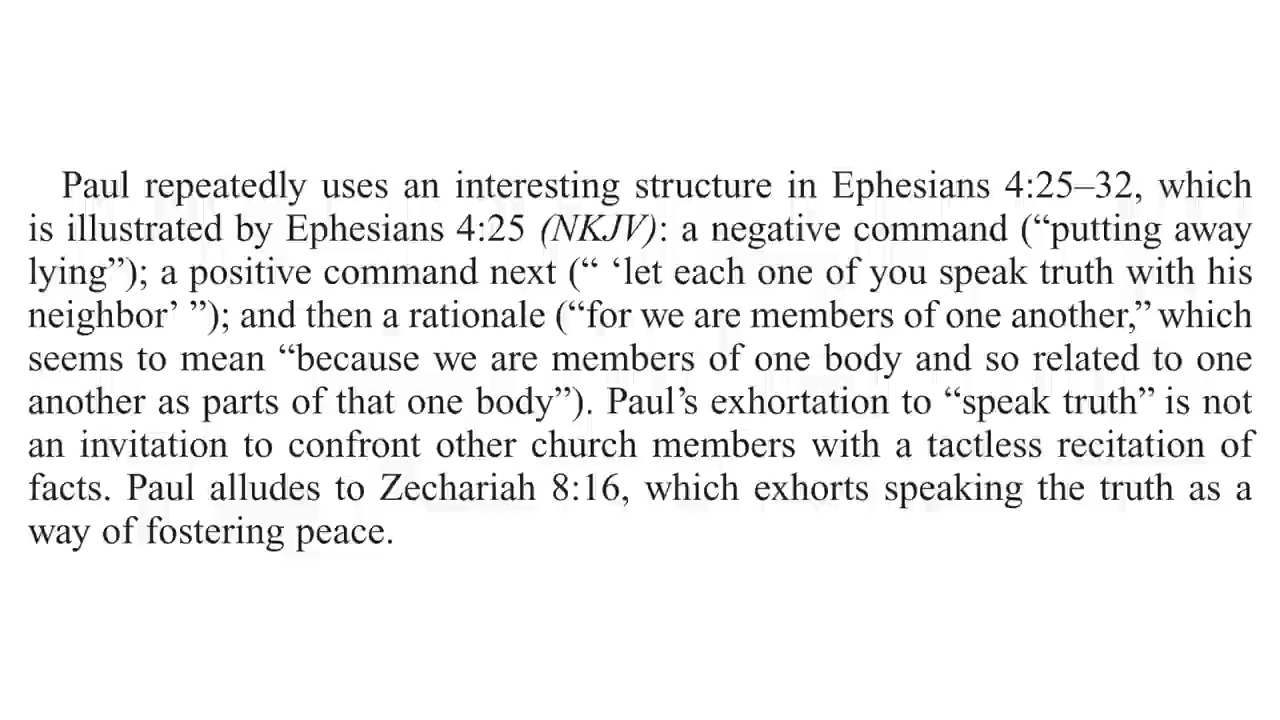 Paul repeatedly uses an interesting structure in Ephesians 4:25–32, which
is illustrated by Ephesians 4:25 (NKJV): a negative command (“putting away
lying”); a positive command next (“ ‘let each one of you speak truth with his
neighbor’ ”); and then a rationale (“for we are members of one another,” which
seems to mean “because we are members of one body and so related to one
another as parts of that one body”). Paul’s exhortation to “speak truth” is not
an invitation to confront other church members with a tactless recitation of
facts. Paul alludes to Zechariah 8:16, which exhorts speaking the truth as a
way of fostering peace.